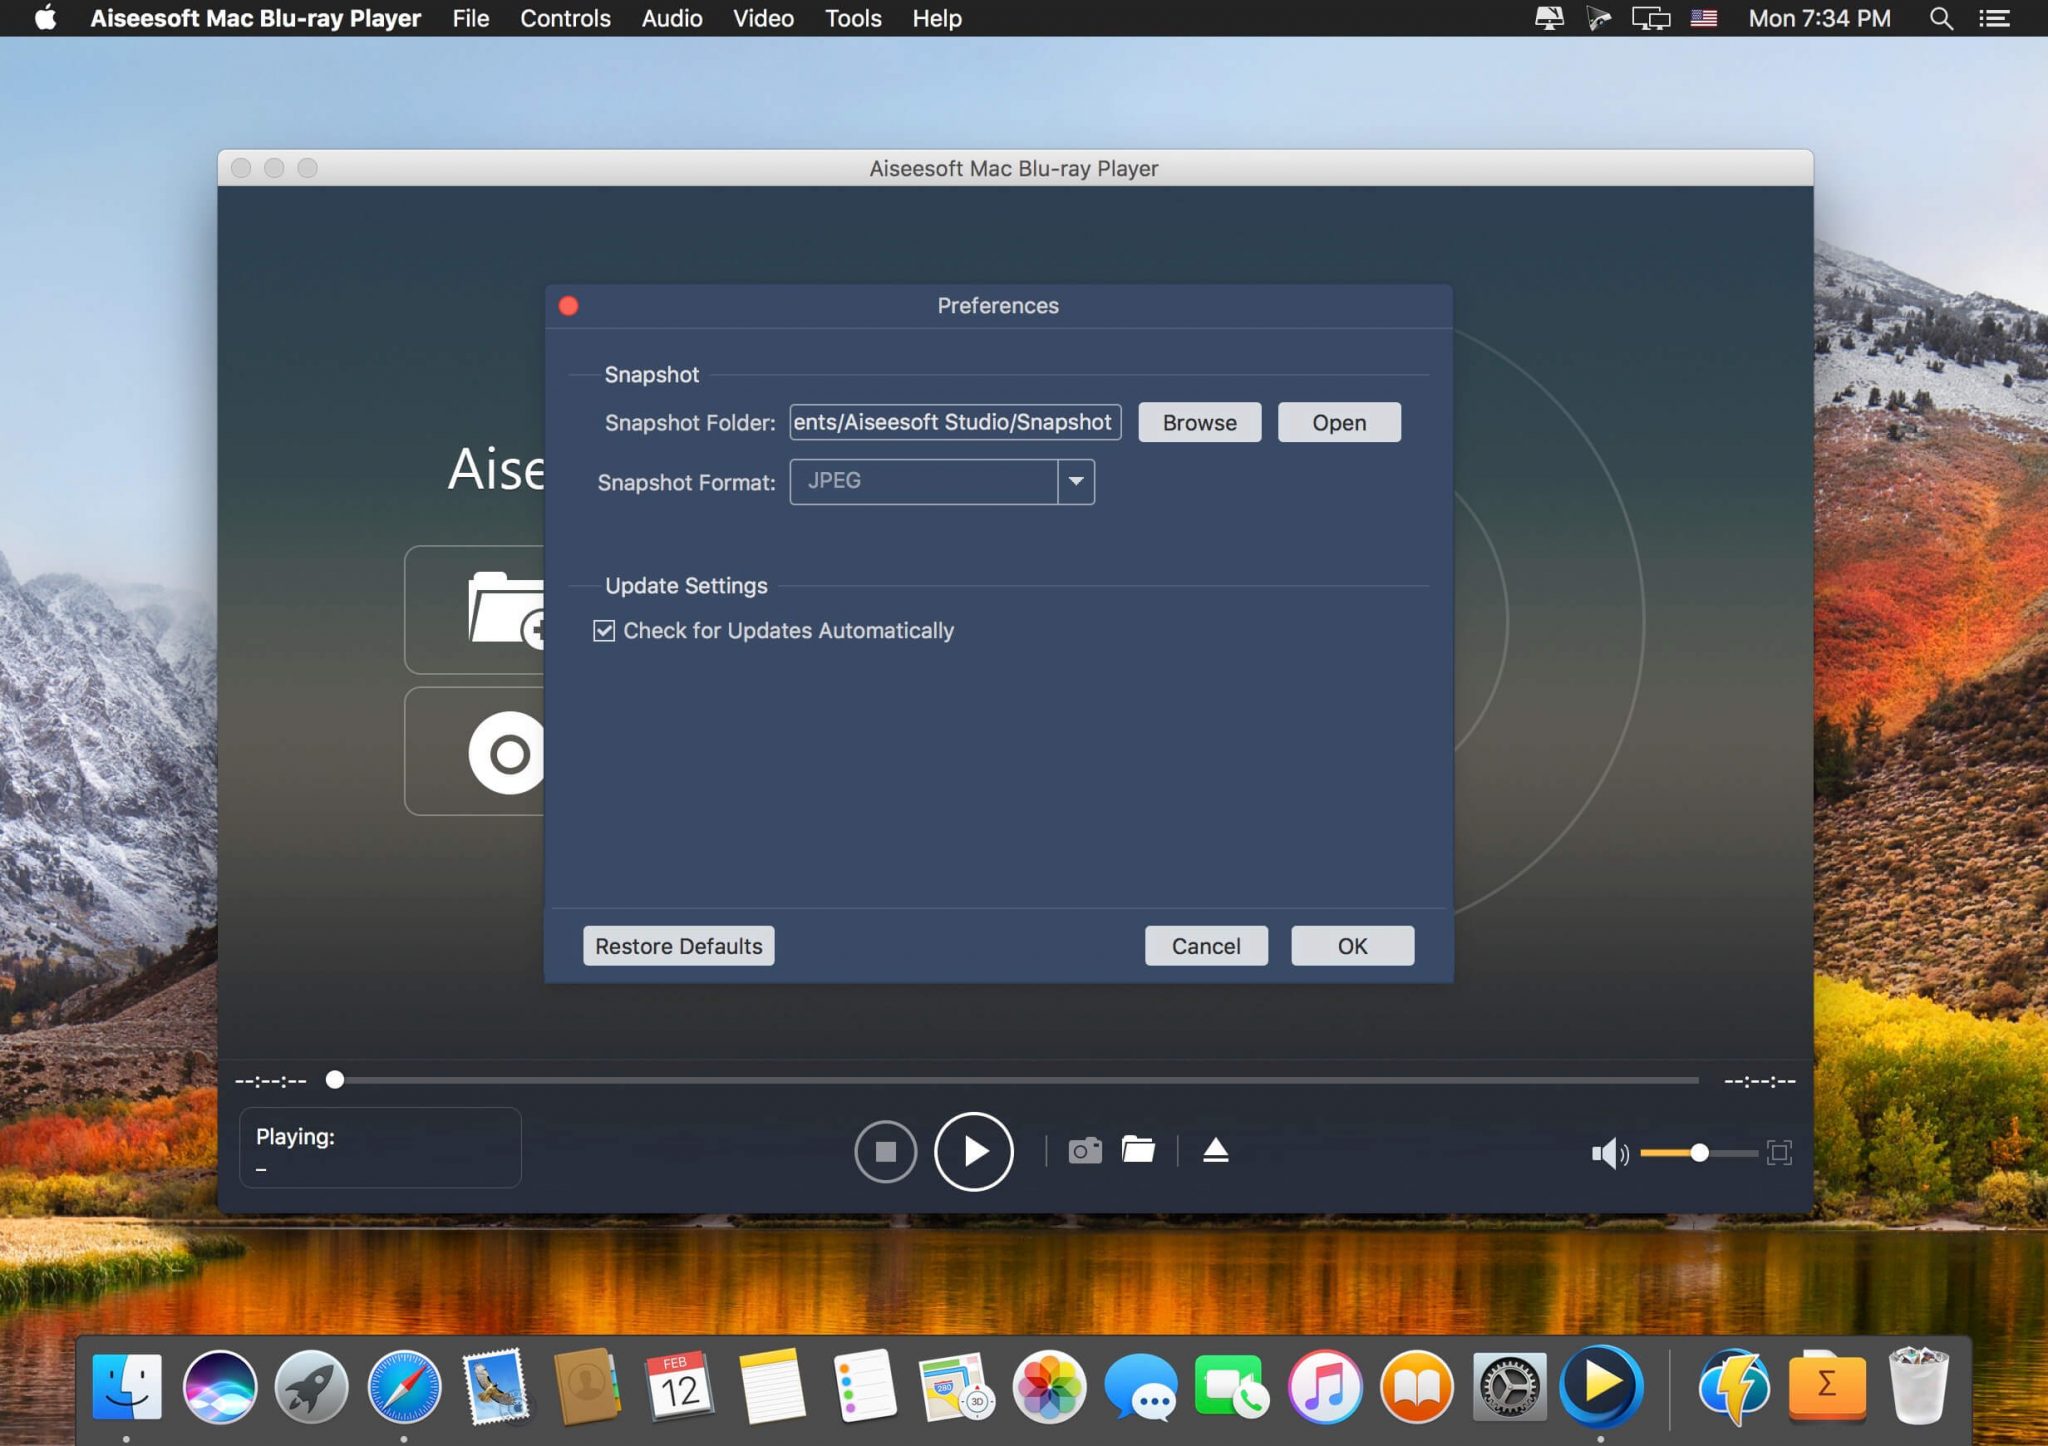 Aiseesoft Mac Blu-ray Player File Controls Audio Video Tools Help Mon 7:34 PM
Aiseesoft Mac Blu-ray Player
Preferences
Snapshot
Snapshot Folder: ents/Aiseesoft Studio/Snapshot Browse Open
Aise
Snapshot Format: JPEG
Update Settings
Check for Updates Automatically
Restore Defaults Cancel OK
--:--:-- --:--:--
Playing:
–
FEB
12
280
3D
Σ